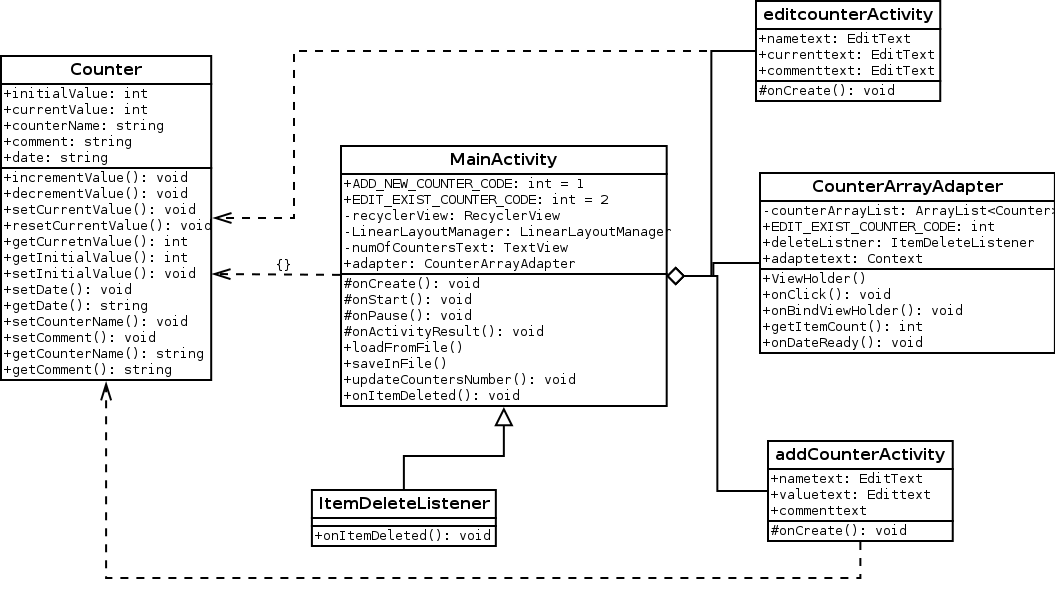 editcounterActivity
+nametext: EditText
+currenttext: EditText
+commenttext: EditText
#onCreate(): void
Counter
+initialValue: int
+currentValue: int
+counterName: string
+comment: string
+date: string
+incrementValue(): void
+decrementValue(): void
+setCurrentValue(): void
+resetCurrentValue(): void
+getCurretnValue(): int
+getInitialValue(): int
+setInitialValue(): void
+setDate(): void
+getDate(): string
+setCounterName(): void
+setComment(): void
+getCounterName(): string
+getComment(): string
{}
MainActivity
+ADD_NEW_COUNTER_CODE: int = 1
+EDIT_EXIST_COUNTER_CODE: int = 2
-recyclerView: RecyclerView
-LinearLayoutManager: LinearLayoutManager
-numOfCountersText: TextView
+adapter: CounterArrayAdapter
#onCreate(): void
#onStart(): void
#onPause(): void
#onActivityResult(): void
+loadFromFile()
+saveInFile()
+updateCountersNumber(): void
+onItemDeleted(): void
CounterArrayAdapter
-counterArrayList: ArrayList<Counter>
+EDIT_EXIST_COUNTER_CODE: int
+deleteListner: ItemDeleteListener
+adaptetext: Context
+ViewHolder()
+onClick(): void
+onBindViewHolder(): void
+getItemCount(): int
+onDateReady(): void
ItemDeleteListener
+onItemDeleted(): void
addCounterActivity
+nametext: EditText
+valuetext: Edittext
+commenttext
#onCreate(): void